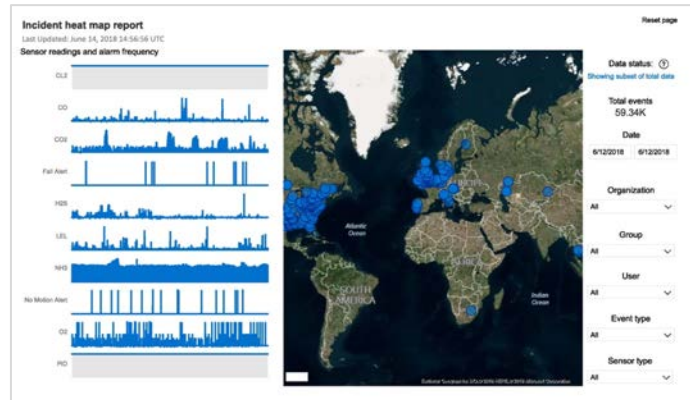 Incident heat map report
Last Updated: June 14, 2018 14:56:56 UTC
Sensor readings and alarm frequency
CL2
CO
CO2
Fall Alert
H2S
LEL
NH3
No Motion Alert
O2
PID
Atlantic
Ocean
EUROPE
AFRICA
SOUTH
AMERICA
Indian
Ocean
Reset page
Data status:
Showing subset of total data
Total events
59.34K
Date
6/12/2018 6/12/2018
Organization
All
Group
All
User
All
Event type
All
Sensor type
All